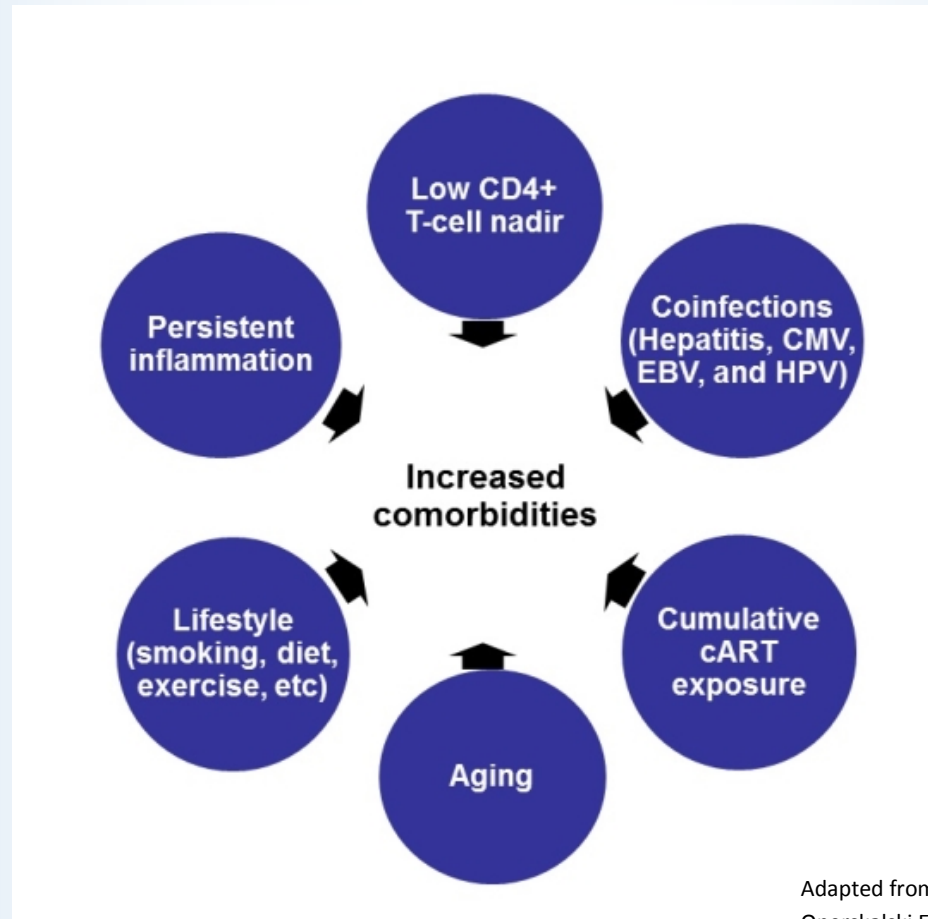 Low CD4+
T-cell nadir
Persistent
inflammation
Coinfections
(Hepatitis, CMV,
EBV, and HPV)
Increased
comorbidities
Lifestyle
(smoking, diet,
exercise, etc)
Cumulative
cART
exposure
Aging
Adapted from